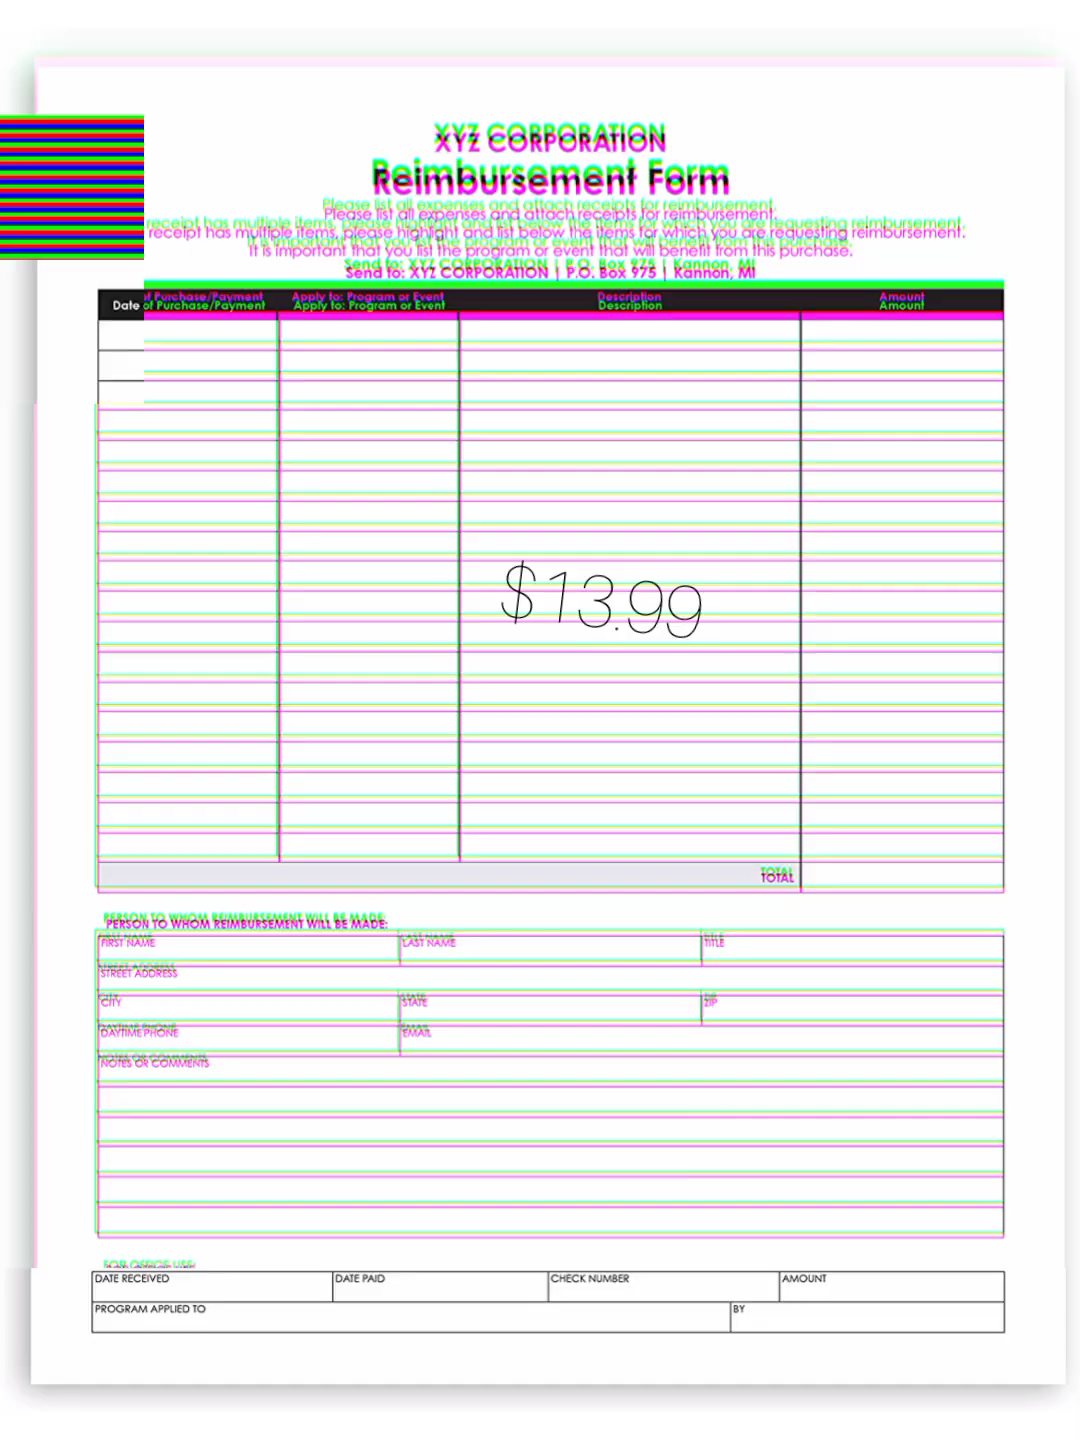 XYZ CORPORATION
Reimbursement Form
Please list all expenses and attach receipts for reimbursement.
receipt has multiple items, please highlight and list below the items for which you are requesting reimbursement.
It is important that you list the program or event that will benefit from this purchase.
Send to: XYZ CORPORATION | P.O. Box 975 | Kannon, MI
Date of Purchase/Payment Apply to: Program or Event Description Amount
$13.99
TOTAL
PERSON TO WHOM REIMBURSEMENT WILL BE MADE:
FIRST NAME LAST NAME TITLE
STREET ADDRESS
CITY STATE ZIP
DAYTIME PHONE EMAIL
NOTES OR COMMENTS
FOR OFFICE USE:
DATE RECEIVED DATE PAID CHECK NUMBER AMOUNT
PROGRAM APPLIED TO BY